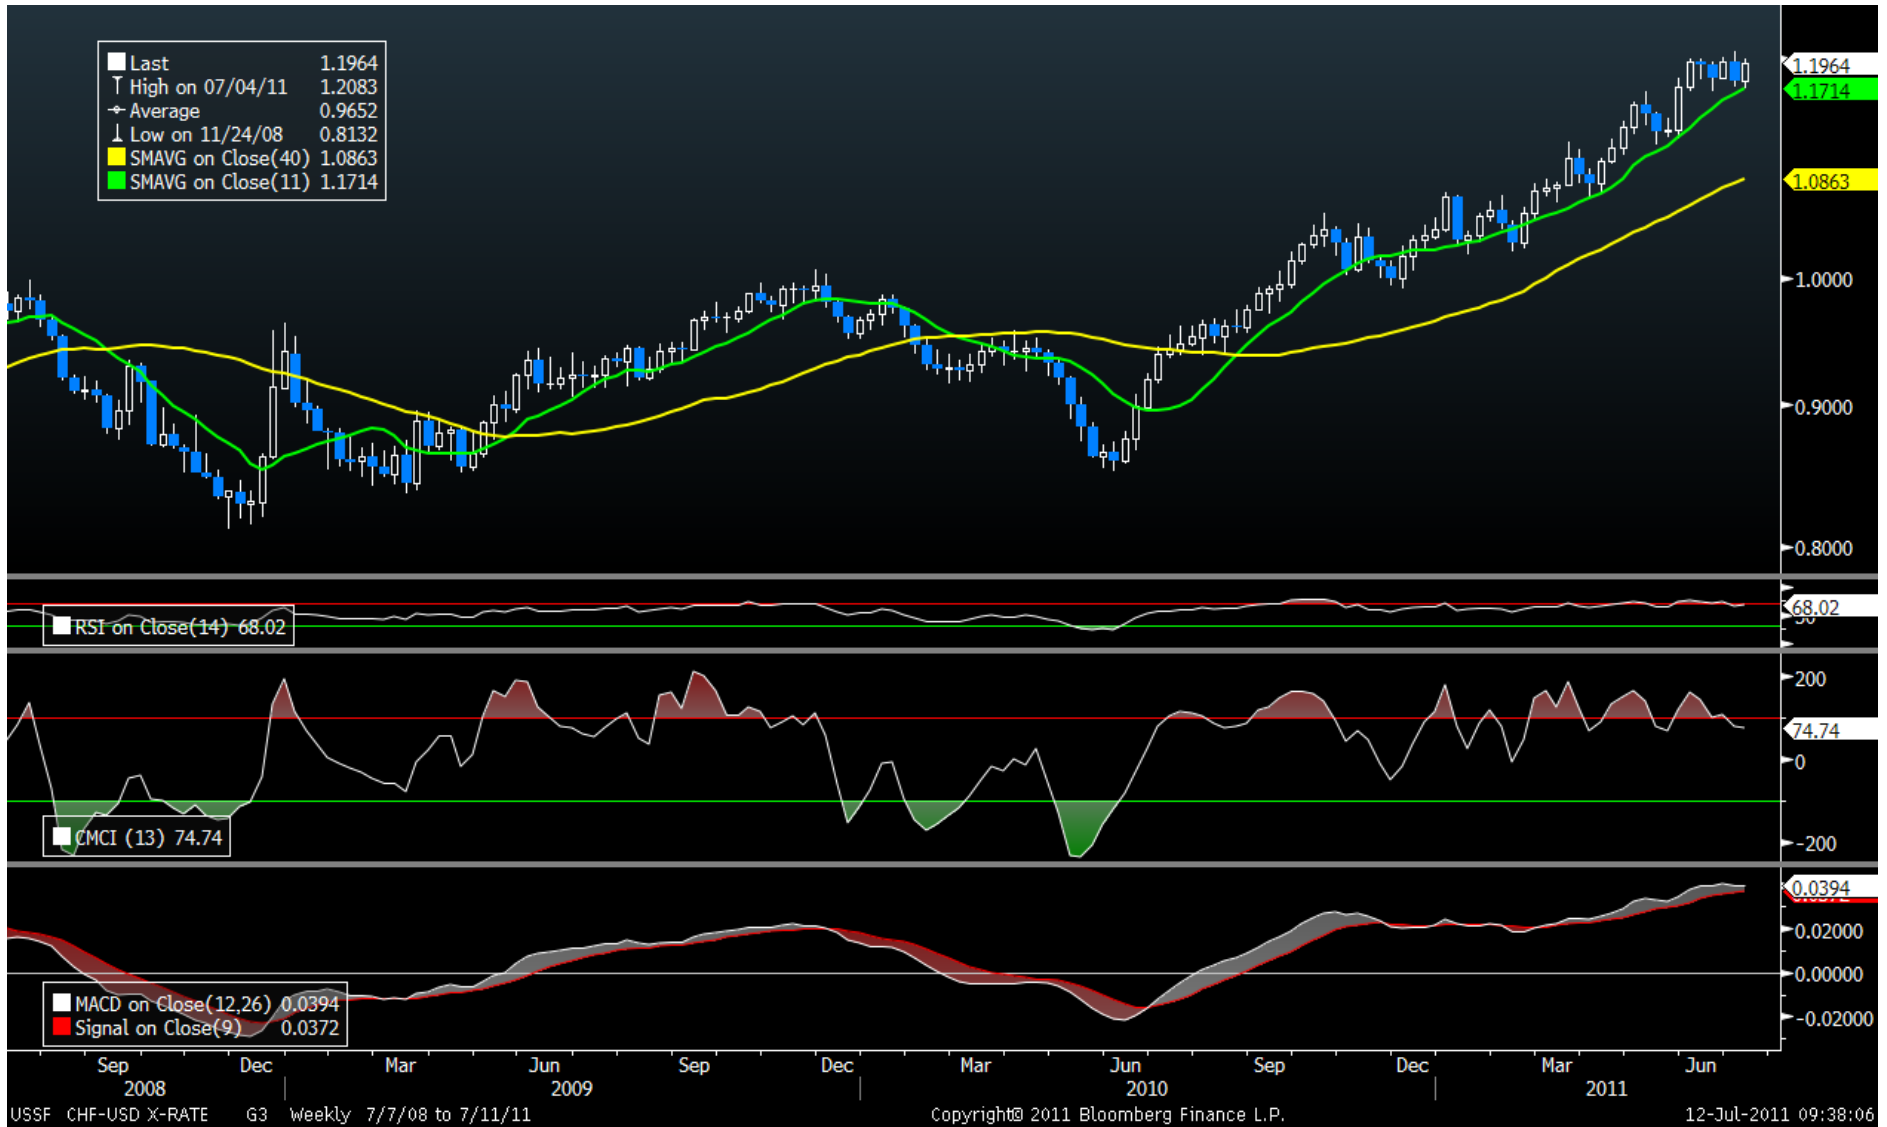 Last 1.1964
High on 07/04/11 1.2083
Average 0.9652
Low on 11/24/08 0.8132
SMAVG on Close(40) 1.0863
SMAVG on Close(11) 1.1714
1.1964
1.1714
1.0863
1.0000
0.9000
0.8000
RSI on Close(14) 68.02
68.02
200
74.74
0
-200
CMCI (13) 74.74
0.0394
0.02000
0.00000
-0.02000
MACD on Close(12,26) 0.0394
Signal on Close(9) 0.0372
Sep Dec Mar Jun Sep Dec Mar Jun Sep Dec Mar Jun
2008 2009 2010 2011
USSF CHF-USD X-RATE G3 Weekly 7/7/08 to 7/11/11 Copyright© 2011 Bloomberg Finance L.P. 12-Jul-2011 09:38:06